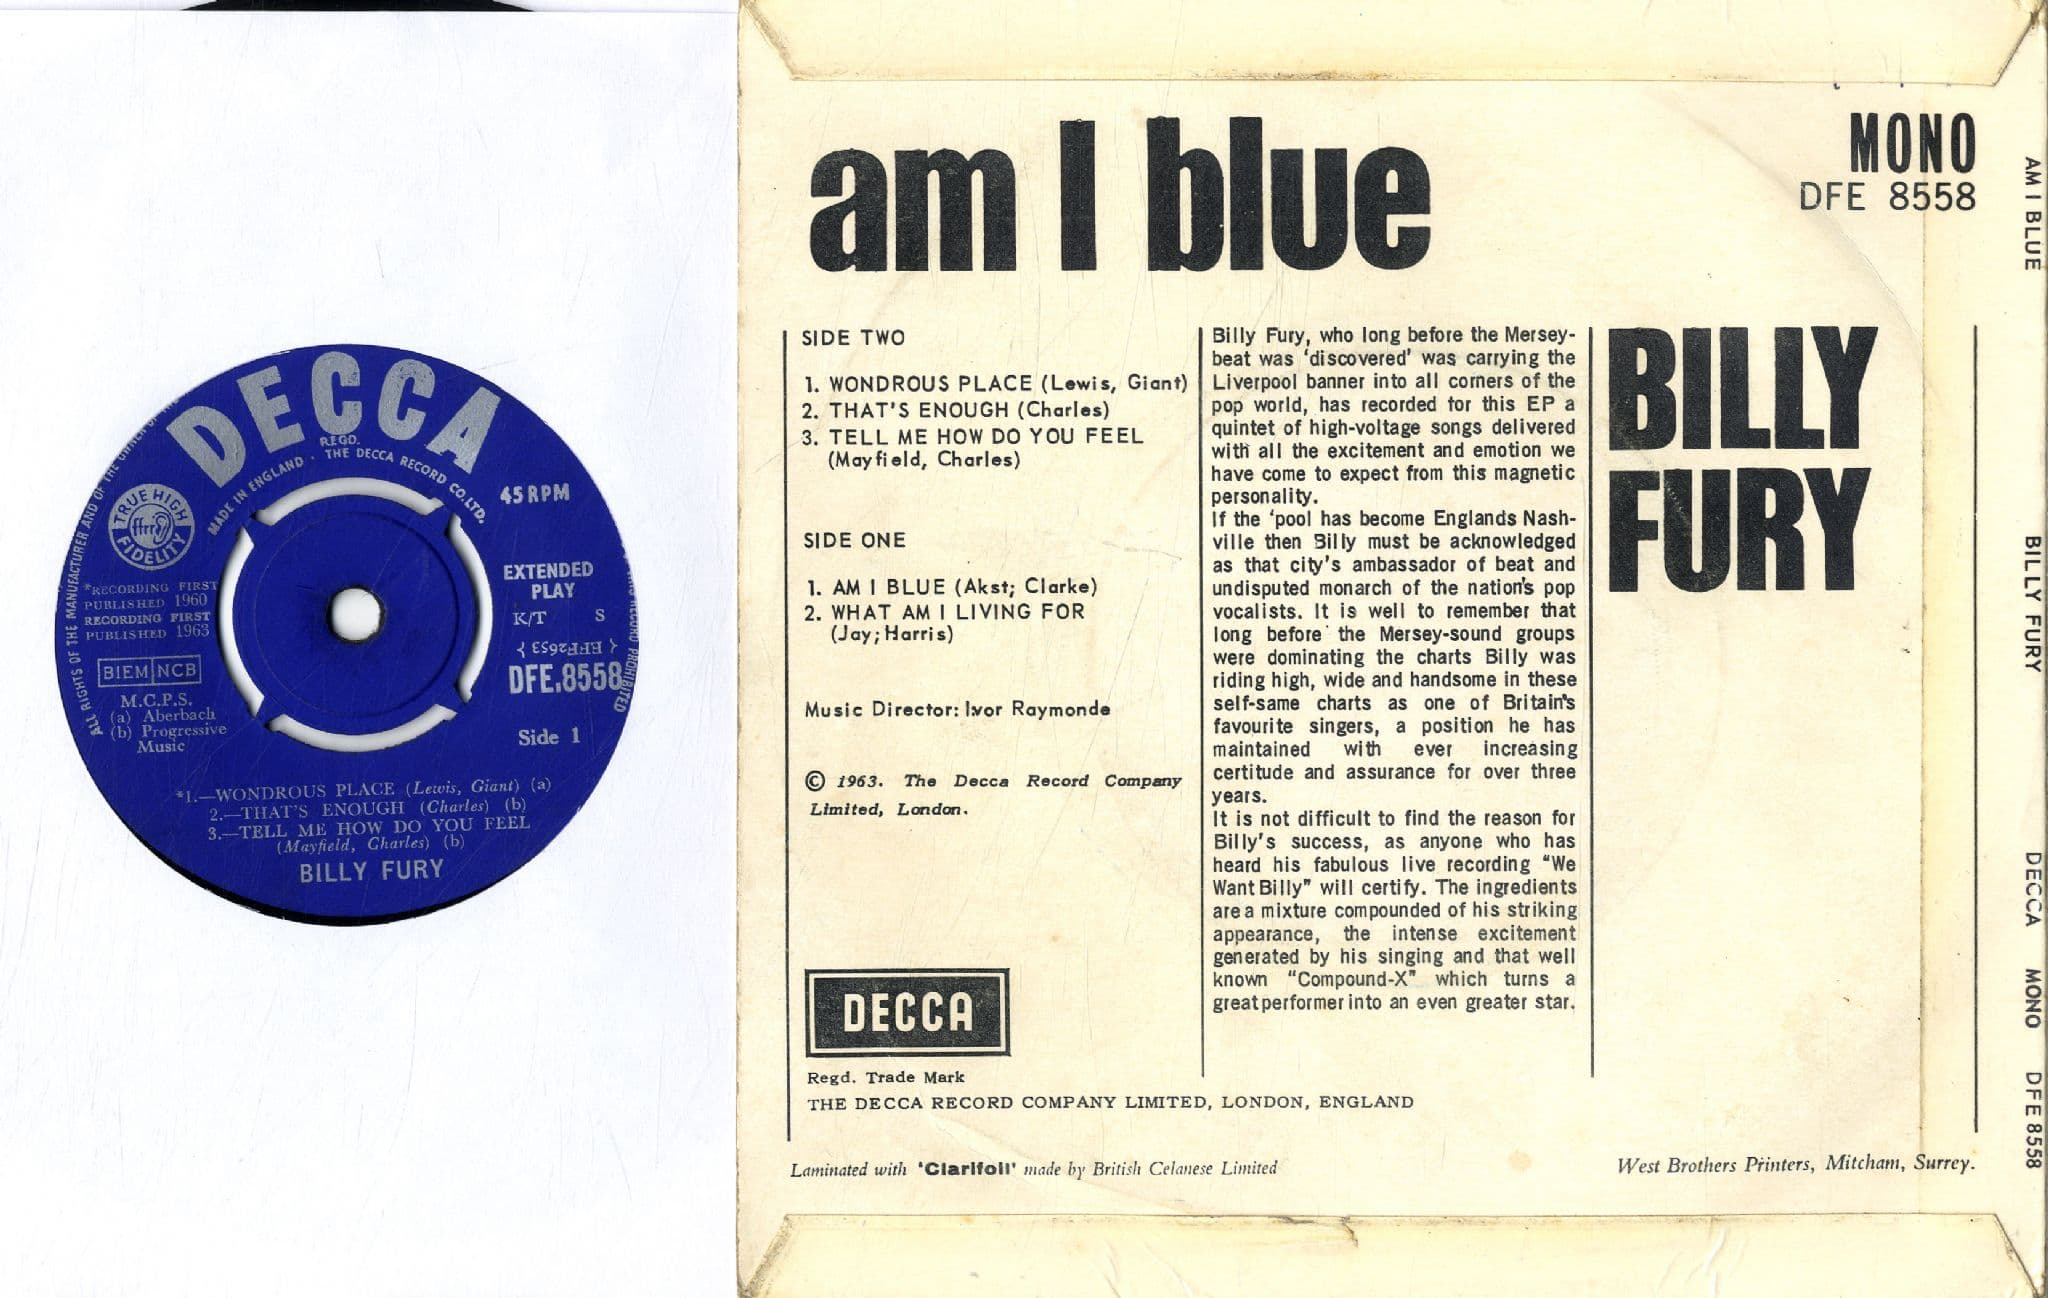 DECCA
REGD.
MADE IN ENGLAND · THE DECCA RECORD CO. LTD.
ALL RIGHTS OF THE MANUFACTURER AND OF THE
RECORD PROHIBITED
TRUE HIGH FIDELITY
ffrr
45 RPM
*RECORDING FIRST
PUBLISHED 1960
RECORDING FIRST
PUBLISHED 1963
BIEM NCB
M.C.P.S.
(a) Aberbach
(b) Progressive
Music
EXTENDED
PLAY
K/T S
{ EFF2653 }
DFE.8558
Side 1
*1.—WONDROUS PLACE (Lewis, Giant) (a)
2.—THAT'S ENOUGH (Charles) (b)
3.—TELL ME HOW DO YOU FEEL
(Mayfield, Charles) (b)
BILLY FURY
am I blue
MONO
DFE 8558
SIDE TWO
1. WONDROUS PLACE (Lewis, Giant)
2. THAT'S ENOUGH (Charles)
3. TELL ME HOW DO YOU FEEL
(Mayfield, Charles)
SIDE ONE
1. AM I BLUE (Akst; Clarke)
2. WHAT AM I LIVING FOR
(Jay; Harris)
Music Director: Ivor Raymonde
© 1963. The Decca Record Company
Limited, London.
DECCA
Regd. Trade Mark
THE DECCA RECORD COMPANY LIMITED, LONDON, ENGLAND
Billy Fury, who long before the Mersey-
beat was 'discovered' was carrying the
Liverpool banner into all corners of the
pop world, has recorded for this EP a
quintet of high-voltage songs delivered
with all the excitement and emotion we
have come to expect from this magnetic
personality.
If the 'pool has become Englands Nash-
ville then Billy must be acknowledged
as that city's ambassador of beat and
undisputed monarch of the nation's pop
vocalists. It is well to remember that
long before the Mersey-sound groups
were dominating the charts Billy was
riding high, wide and handsome in these
self-same charts as one of Britain's
favourite singers, a position he has
maintained with ever increasing
certitude and assurance for over three
years.
It is not difficult to find the reason for
Billy's success, as anyone who has
heard his fabulous live recording "We
Want Billy" will certify. The ingredients
are a mixture compounded of his striking
appearance, the intense excitement
generated by his singing and that well
known "Compound-X" which turns a
great performer into an even greater star.
BILLY
FURY
Laminated with 'Clarifoil' made by British Celanese Limited
West Brothers Printers, Mitcham, Surrey.
AM I BLUE BILLY FURY DECCA MONO DFE 8558